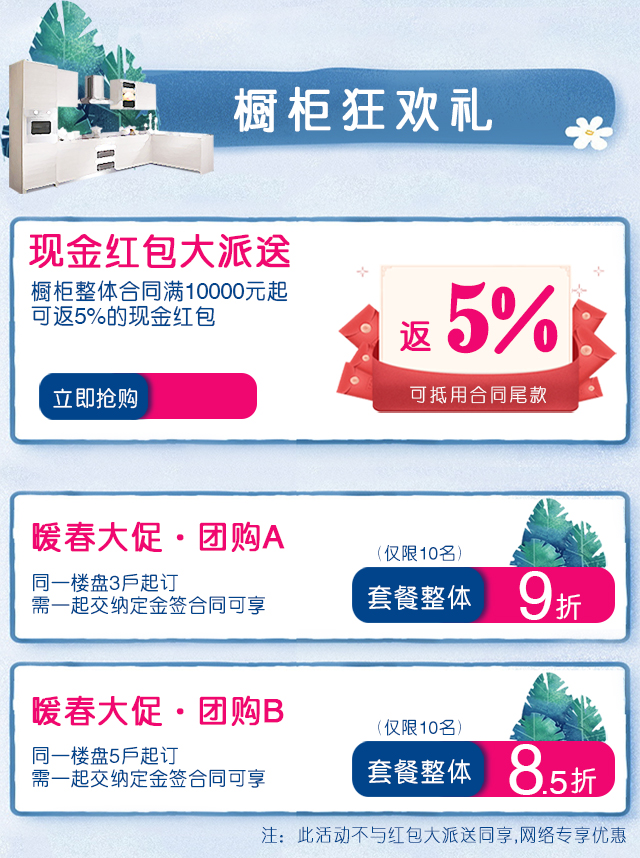 橱柜狂欢礼
现金红包大派送
橱柜整体合同满10000元起
可返5%的现金红包
返 5%
可抵用合同尾款
立即抢购
暖春大促·团购A
(仅限10名)
同一楼盘3戶起订
需一起交纳定金签合同可享
套餐整体 9折
暖春大促·团购B
(仅限10名)
同一楼盘5戶起订
需一起交纳定金签合同可享
套餐整体 8.5折
注：此活动不与红包大派送同享,网络专享优惠